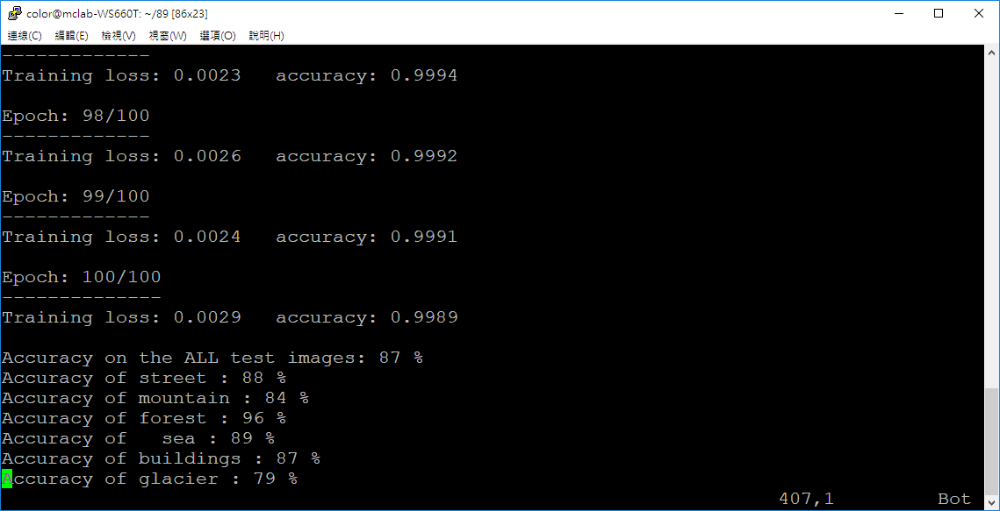 color@mclab-WS660T: ~/89 [86x23]
連線(C) 編輯(E) 檢視(V) 視窗(W) 選項(O) 說明(H)
-------------
Training loss: 0.0023   accuracy: 0.9994
Epoch: 98/100
-------------
Training loss: 0.0026   accuracy: 0.9992
Epoch: 99/100
-------------
Training loss: 0.0024   accuracy: 0.9991
Epoch: 100/100
--------------
Training loss: 0.0029   accuracy: 0.9989
Accuracy on the ALL test images: 87 %
Accuracy of street : 88 %
Accuracy of mountain : 84 %
Accuracy of forest : 96 %
Accuracy of   sea : 89 %
Accuracy of buildings : 87 %
Accuracy of glacier : 79 %
407,1 Bot